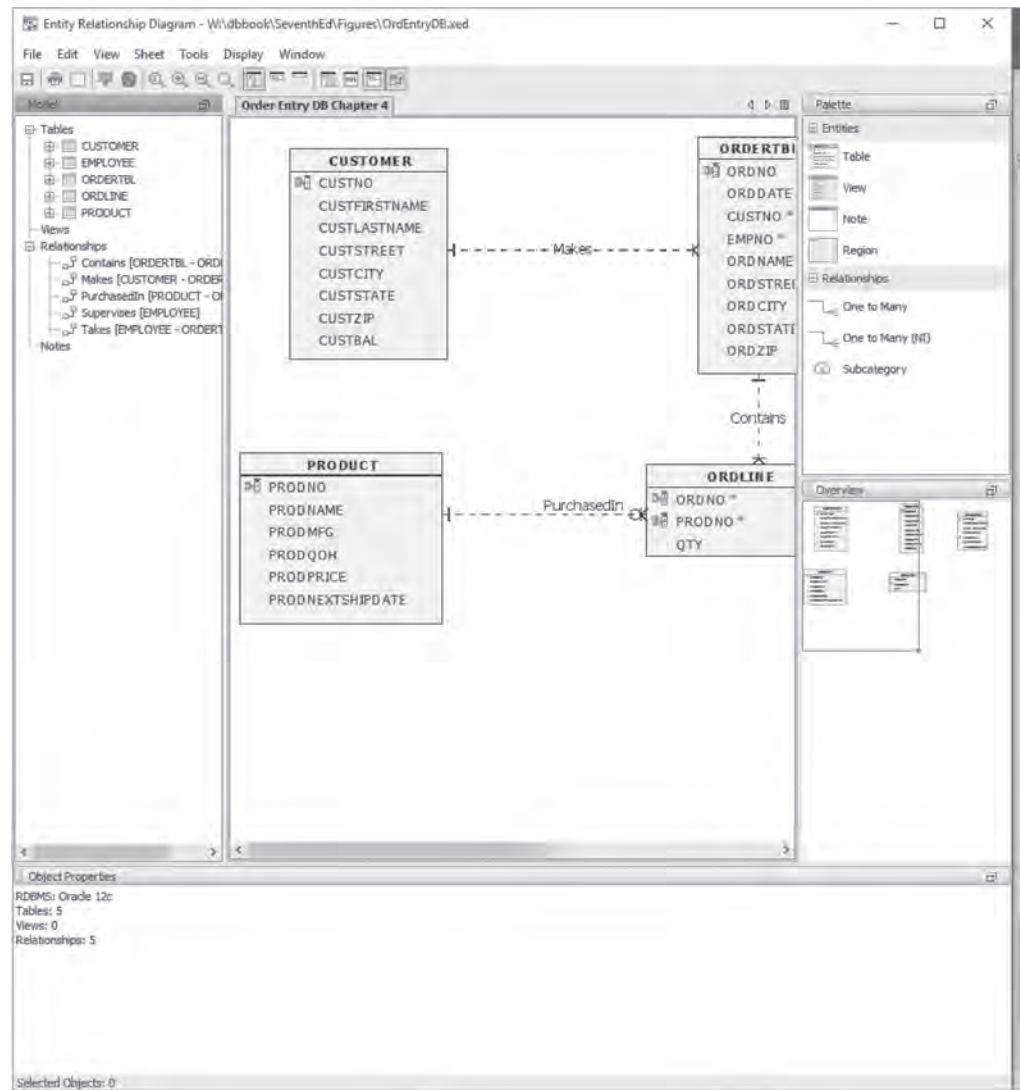 Entity Relationship Diagram - W:\dbbook\SeventhEd\Figures\OrdEntryDB.xed
File Edit View Sheet Tools Display Window
Model
Tables
CUSTOMER
EMPLOYEE
ORDERTBL
ORDLINE
PRODUCT
Views
Relationships
Contains [ORDERTBL - ORDI
Makes [CUSTOMER - ORDER
PurchasedIn [PRODUCT - OI
Supervises [EMPLOYEE]
Takes [EMPLOYEE - ORDERT
Notes
Order Entry DB Chapter 4
CUSTOMER
CUSTNO
CUSTFIRSTNAME
CUSTLASTNAME
CUSTSTREET
CUSTCITY
CUSTSTATE
CUSTZIP
CUSTBAL
Makes
ORDERTBL
ORDNO
ORDDATE
CUSTNO *
EMPNO *
ORDNAME
ORDSTREE
ORDCITY
ORDSTATE
ORDZIP
Contains
PRODUCT
PRODNO
PRODNAME
PRODMFG
PRODQOH
PRODPRICE
PRODNEXTSHIPDATE
PurchasedIn
ORDLINE
ORDNO *
PRODNO *
QTY
Palette
Entities
Table
View
Note
Region
Relationships
One to Many
One to Many (NI)
Subcategory
Overview
Object Properties
RDBMS: Oracle 12c
Tables: 5
Views: 0
Relationships: 5
Selected Objects: 0